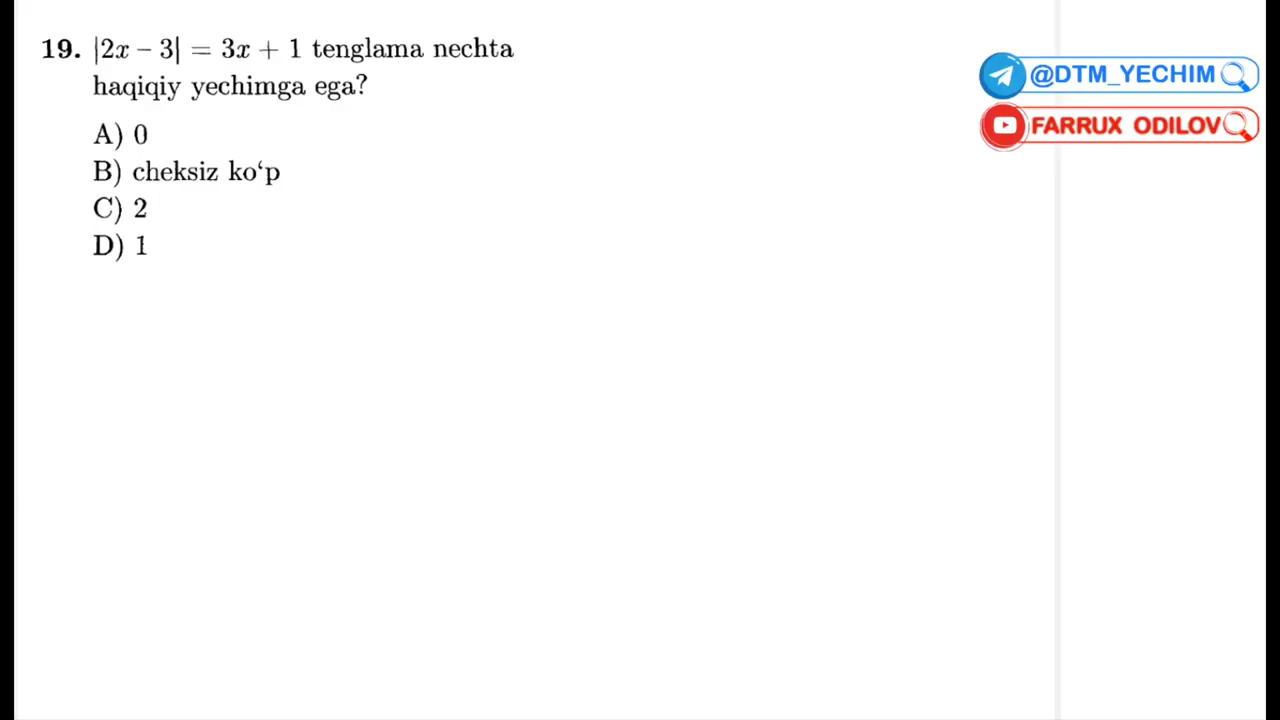 19. |2x − 3| = 3x + 1 tenglama nechta
haqiqiy yechimga ega?
A) 0
B) cheksiz ko‘p
C) 2
D) 1
@DTM_YECHIM
FARRUX ODILOV